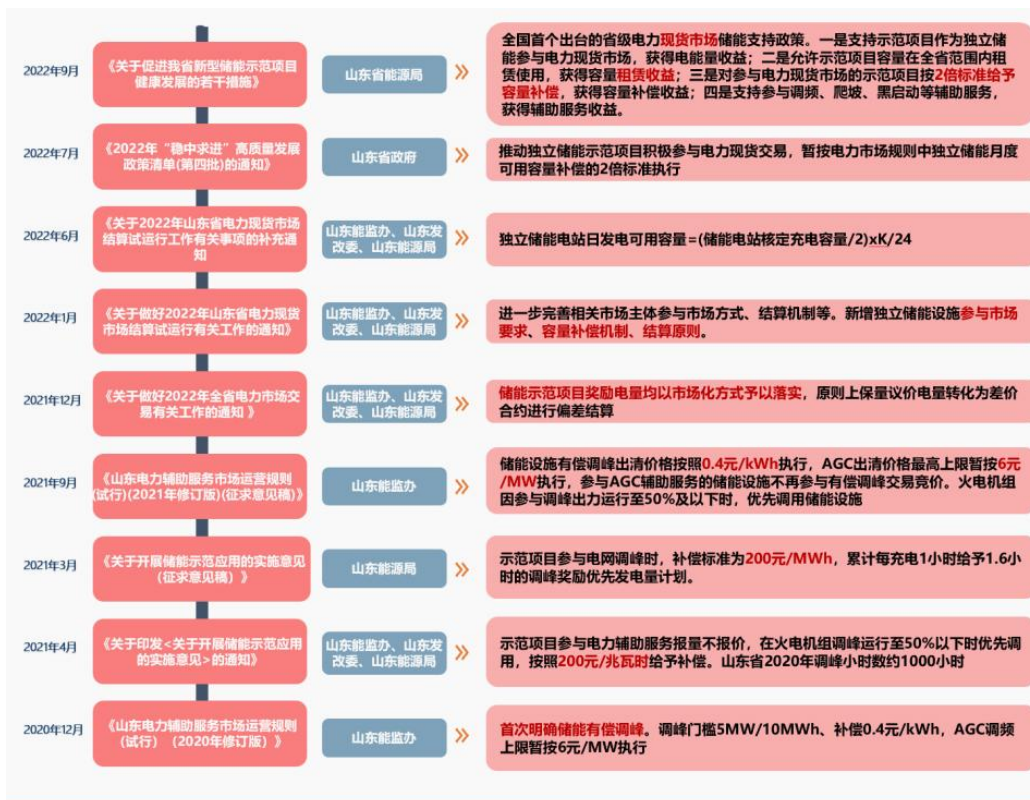 2022年9月
《关于促进我省新型储能示范项目
健康发展的若干措施》
山东省能源局
全国首个出台的省级电力现货市场储能支持政策。一是支持示范项目作为独立储
能参与电力现货市场，获得电能量收益；二是允许示范项目容量在全省范围内租
赁使用，获得容量租赁收益；三是对参与电力现货市场的示范项目按2倍标准给予
容量补偿，获得容量补偿收益；四是支持参与调频、爬坡、黑启动等辅助服务，
获得辅助服务收益。
2022年7月
《2022年“稳中求进”高质量发展
政策清单(第四批)的通知》
山东省政府
推动独立储能示范项目积极参与电力现货交易，暂按电力市场规则中独立储能月度
可用容量补偿的2倍标准执行
2022年6月
《关于2022年山东省电力现货市场
结算试运行工作有关事项的补充通
知
山东能监办、山东发
改委、山东能源局
独立储能电站日发电可用容量=(储能电站核定充电容量/2)xK/24
2022年1月
《关于做好2022年山东省电力现货
市场结算试运行有关工作的通知》
山东能监办、山东发
改委、山东能源局
进一步完善相关市场主体参与市场方式、结算机制等。新增独立储能设施参与市场
要求、容量补偿机制、结算原则。
2021年12月
《关于做好2022年全省电力市场交
易有关工作的通知 》
山东能监办、山东发
改委、山东能源局
储能示范项目奖励电量均以市场化方式予以落实，原则上保量议价电量转化为差价
合约进行偏差结算
2021年9月
《山东电力辅助服务市场运营规则
(试行)(2021年修订版)(征求意见稿)》
山东能监办
储能设施有偿调峰出清价格按照0.4元/kWh执行，AGC出清价格最高上限暂按6元
/MW执行，参与AGC辅助服务的储能设施不再参与有偿调峰交易竞价。火电机组
因参与调峰出力运行至50%及以下时，优先调用储能设施
2021年3月
《关于开展储能示范应用的实施意见
（征求意见稿）》
山东能源局
示范项目参与电网调峰时，补偿标准为200元/MWh，累计每充电1小时给予1.6小
时的调峰奖励优先发电量计划。
2021年4月
《关于印发<关于开展储能示范应用
的实施意见>的通知》
山东能监办、山东发
改委、山东能源局
示范项目参与电力辅助服务报量不报价，在火电机组调峰运行至50%以下时优先调
用，按照200元/兆瓦时给予补偿。山东省2020年调峰小时数约1000小时
2020年12月
《山东电力辅助服务市场运营规则
（试行）（2020年修订版）》
山东能监办
首次明确储能有偿调峰。调峰门槛5MW/10MWh、补偿0.4元/kWh，AGC调频
上限暂按6元/MW执行